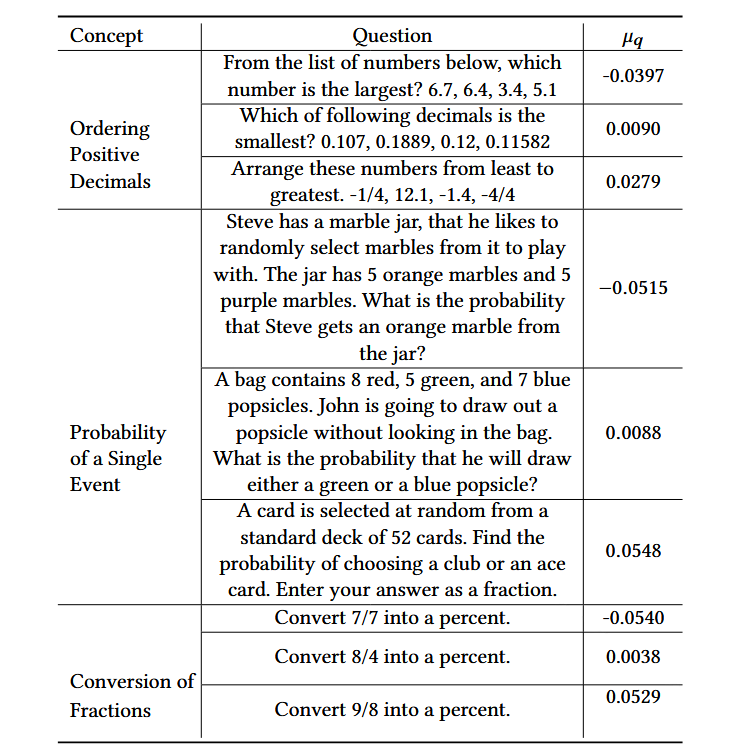 Concept Question μq
From the list of numbers below, which
number is the largest? 6.7, 6.4, 3.4, 5.1
-0.0397
Ordering
Positive
Decimals
Which of following decimals is the
smallest? 0.107, 0.1889, 0.12, 0.11582
0.0090
Arrange these numbers from least to
greatest. -1/4, 12.1, -1.4, -4/4
0.0279
Steve has a marble jar, that he likes to
randomly select marbles from it to play
with. The jar has 5 orange marbles and 5
purple marbles. What is the probability
that Steve gets an orange marble from
the jar?
−0.0515
Probability
of a Single
Event
A bag contains 8 red, 5 green, and 7 blue
popsicles. John is going to draw out a
popsicle without looking in the bag.
What is the probability that he will draw
either a green or a blue popsicle?
0.0088
A card is selected at random from a
standard deck of 52 cards. Find the
probability of choosing a club or an ace
card. Enter your answer as a fraction.
0.0548
Conversion of
Fractions
Convert 7/7 into a percent. -0.0540
Convert 8/4 into a percent. 0.0038
Convert 9/8 into a percent. 0.0529